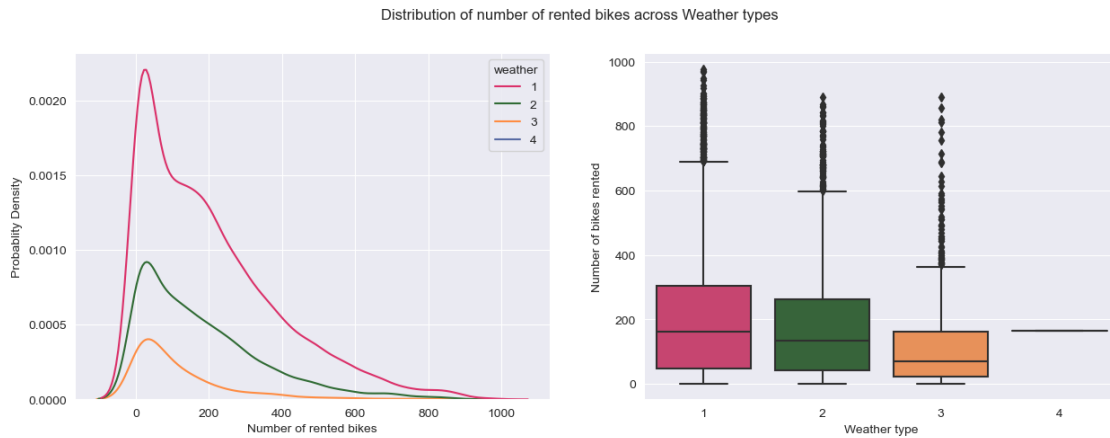 Distribution of number of rented bikes across Weather types
Probablity Density
0.0020
0.0015
0.0010
0.0005
0.0000
0 200 400 600 800 1000
Number of rented bikes
weather
1
2
3
4
Number of bikes rented
1000
800
600
400
200
0
1 2 3 4
Weather type